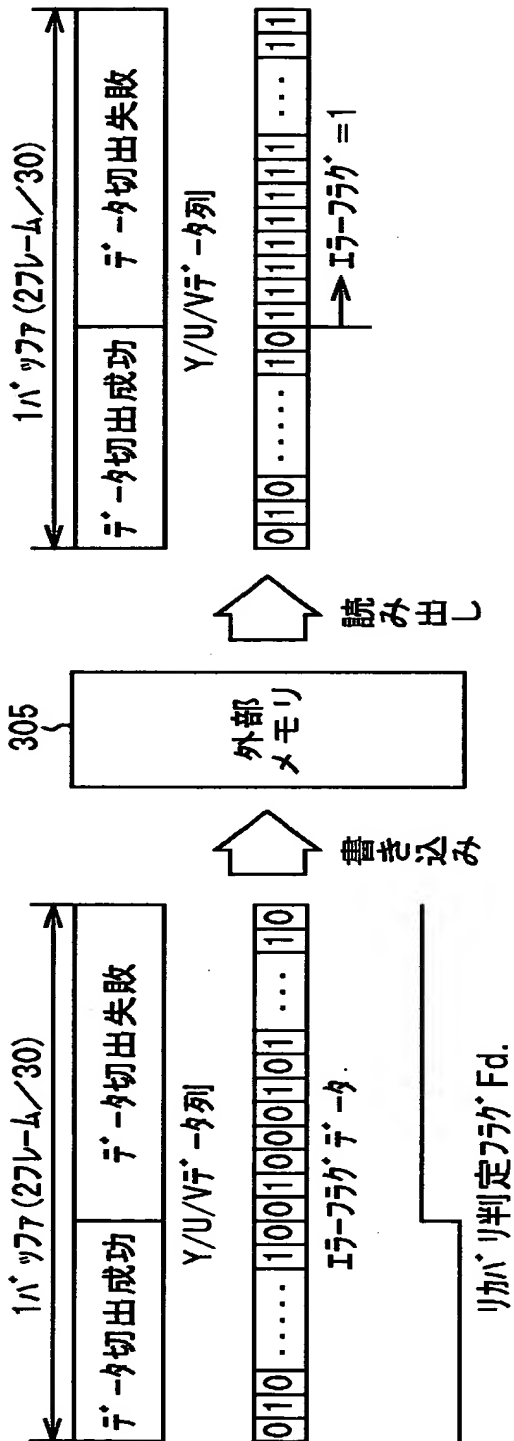 1ﾊﾞｯﾌｧ(2ﾌﾚｰﾑ/30)
ﾃﾞｰﾀ切出成功 ﾃﾞｰﾀ切出失敗
Y/U/Vﾃﾞｰﾀ列
0 1 0 ‥‥‥ 1 0 0 1 0 0 0 1 0 1 … 1 0
ｴﾗｰﾌﾗｸﾞﾃﾞｰﾀ
ﾘｶﾊﾞﾘ判定ﾌﾗｸﾞFd.
書き込み
305
外部
メモリ
読み出し
1ﾊﾞｯﾌｧ(2ﾌﾚｰﾑ/30)
ﾃﾞｰﾀ切出成功 ﾃﾞｰﾀ切出失敗
Y/U/Vﾃﾞｰﾀ列
0 1 0 ‥‥‥ 1 0 1 1 1 1 1 1 1 1 … 1 1
ｴﾗｰﾌﾗｸﾞ=1